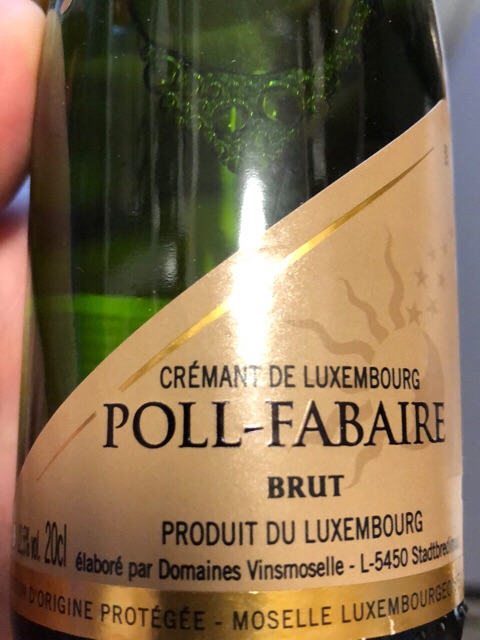 CRÉMANT DE LUXEMBOURG
POLL-FABAIRE
BRUT
PRODUIT DU LUXEMBOURG
vol. 20cl
élaboré par Domaines Vinsmoselle - L-5450
D'ORIGINE PROTÉGÉE - MOSELLE